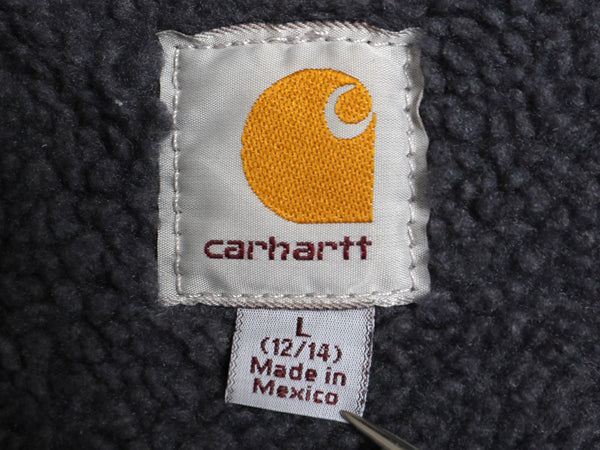 carhartt
L
(12/14)
Made in
Mexico